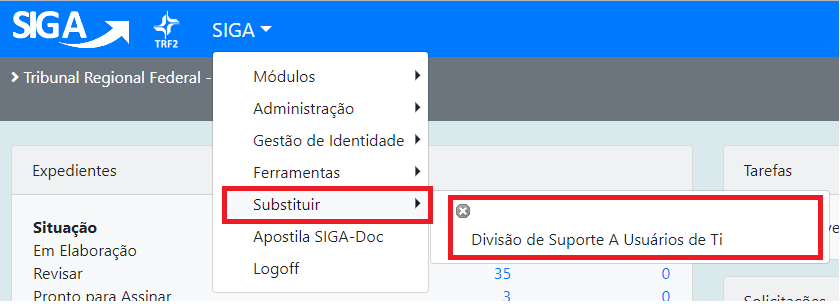 SIGA
TRF2
SIGA
Tribunal Regional Federal -
Módulos
Administração
Gestão de Identidade
Ferramentas
Substituir
Apostila SIGA-Doc
Logoff
Divisão de Suporte A Usuários de Ti
Expedientes
Situação
Em Elaboração
Revisar 35 0
Pronto para Assinar 3 0
Tarefas
Solicitações